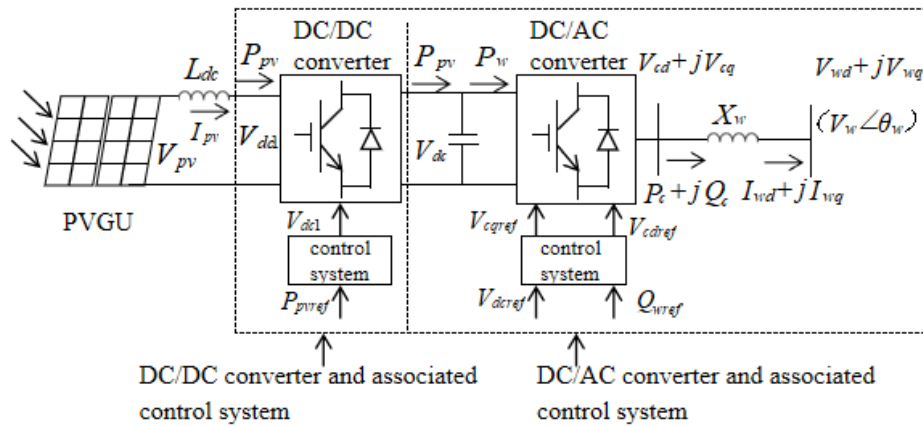 DC/DC
converter
DC/AC
converter
L_dc
P_pv
P_pv
P_w
V_cd+jV_cq
V_wd+jV_wq
I_pv
V_pv
V_dc1
V_dc
X_w
(V_w∠θ_w)
P_c+jQ_c
I_wd+jI_wq
PVGU
V_dc1
V_cqref
V_cdref
control
system
control
system
P_pvref
V_dcref
Q_wref
DC/DC converter and associated
control system
DC/AC converter and associated
control system